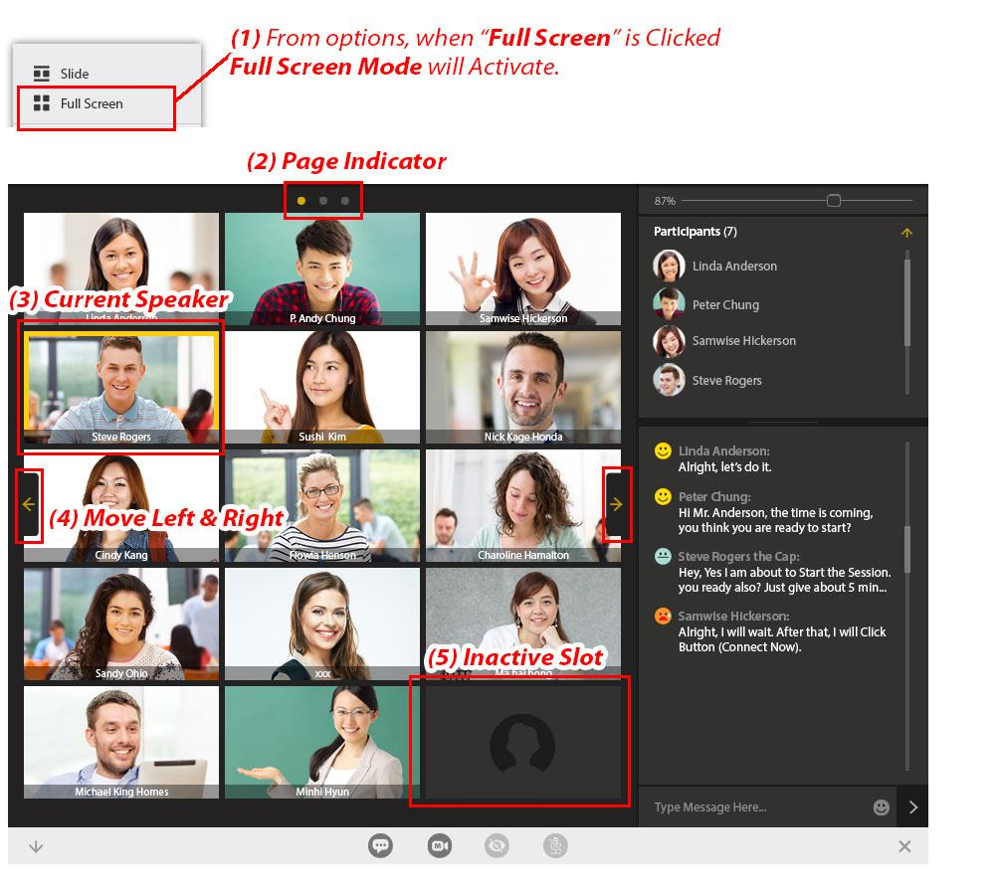 (1) From options, when “Full Screen” is Clicked
Full Screen Mode will Activate.
Slide
Full Screen
(2) Page Indicator
87%
Participants (7)
Linda Anderson
Peter Chung
Samwise Hickerson
Steve Rogers
Linda Anderson
P. Andy Chung
Samwise Hickerson
(3) Current Speaker
Steve Rogers
Sushi Kim
Nick Kage Honda
(4) Move Left & Right
Cindy Kang
Flowia Henson
Charoline Hamalton
Sandy Ohio
xxx
Ma hai hong
(5) Inactive Slot
Michael King Homes
Minhi Hyun
Linda Anderson:
Alright, let’s do it.
Peter Chung:
Hi Mr. Anderson, the time is coming,
you think you are ready to start?
Steve Rogers the Cap:
Hey, Yes I am about to Start the Session.
you ready also? Just give about 5 min...
Samwise Hickerson:
Alright, I will wait. After that, I will Click
Button (Connect Now).
Type Message Here...